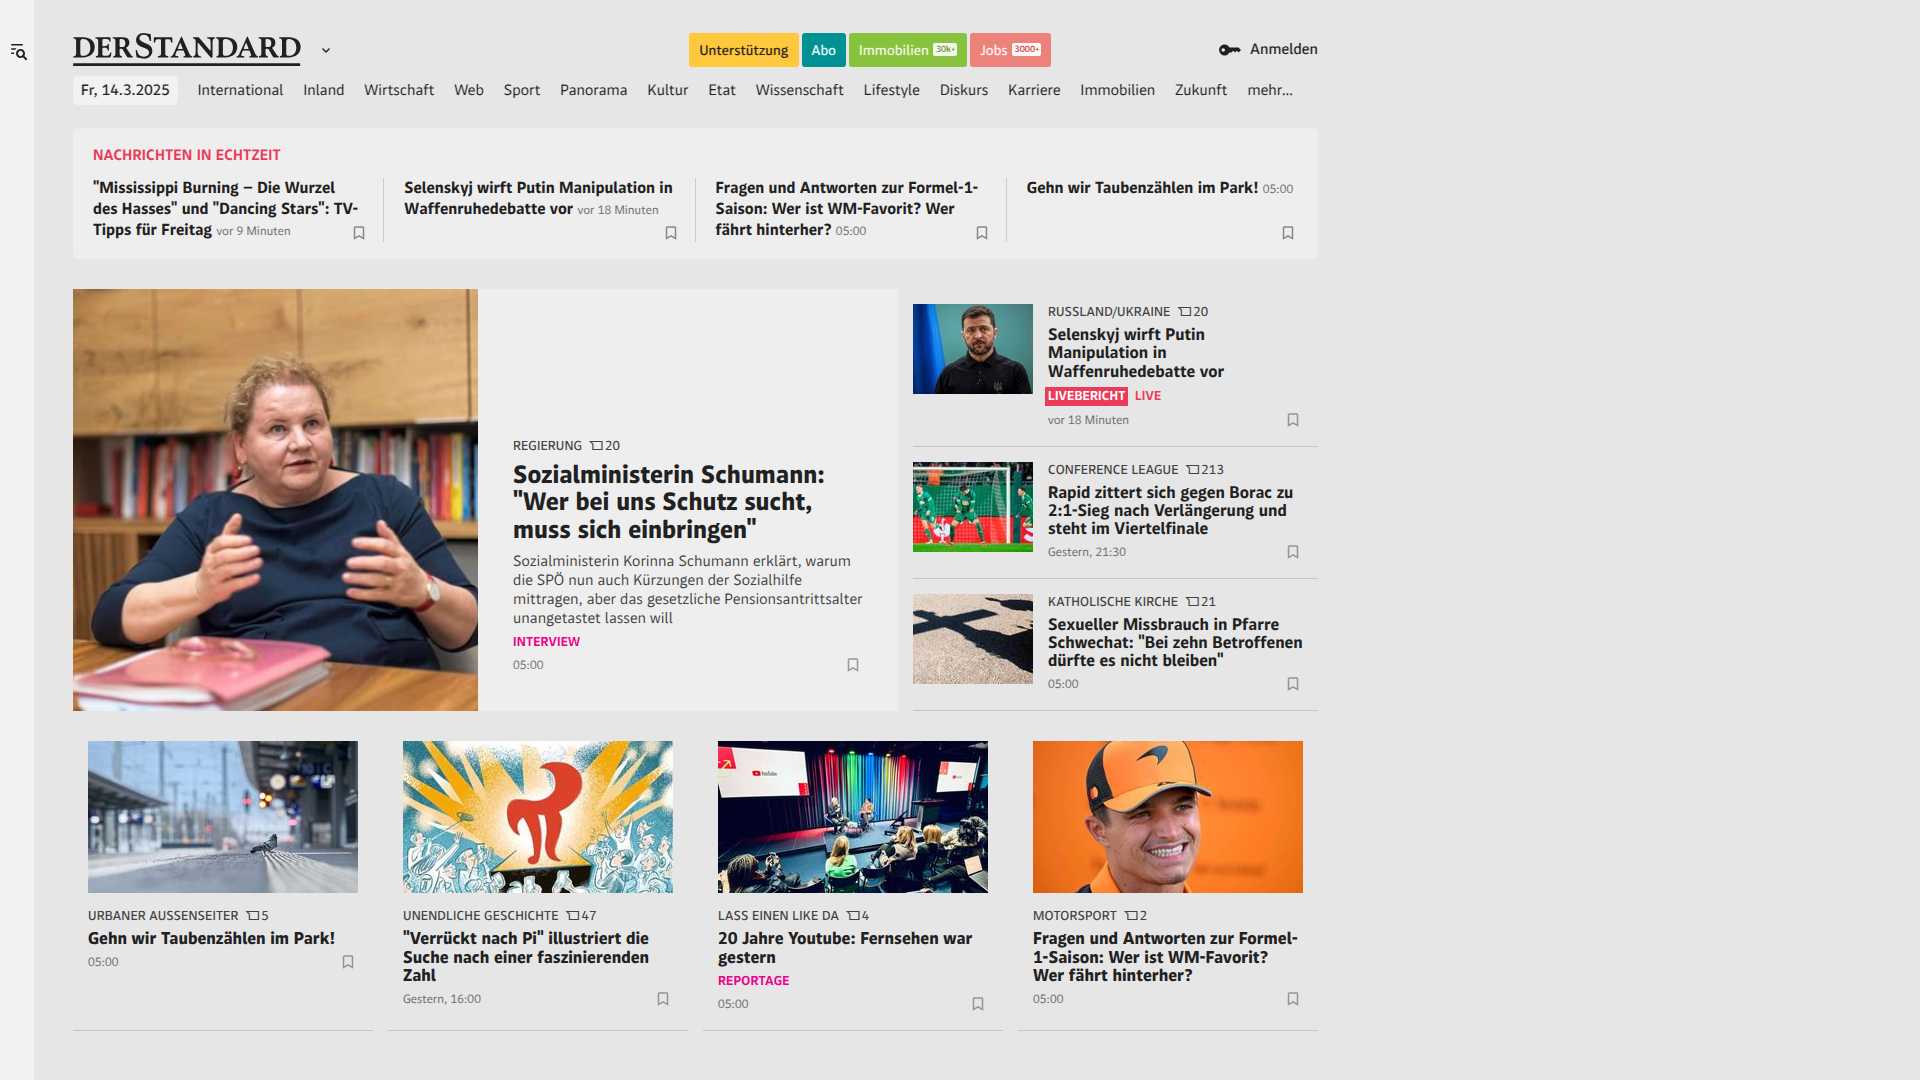 DERSTANDARD
Unterstützung Abo Immobilien 30k+ Jobs 3000+
Anmelden
Fr, 14.3.2025 International Inland Wirtschaft Web Sport Panorama Kultur Etat Wissenschaft Lifestyle Diskurs Karriere Immobilien Zukunft mehr...
NACHRICHTEN IN ECHTZEIT
"Mississippi Burning – Die Wurzel
des Hasses" und "Dancing Stars": TV-
Tipps für Freitag vor 9 Minuten
Selenskyj wirft Putin Manipulation in
Waffenruhedebatte vor vor 18 Minuten
Fragen und Antworten zur Formel-1-
Saison: Wer ist WM-Favorit? Wer
fährt hinterher? 05:00
Gehn wir Taubenzählen im Park! 05:00
REGIERUNG 20
Sozialministerin Schumann:
"Wer bei uns Schutz sucht,
muss sich einbringen"
Sozialministerin Korinna Schumann erklärt, warum
die SPÖ nun auch Kürzungen der Sozialhilfe
mittragen, aber das gesetzliche Pensionsantrittsalter
unangetastet lassen will
INTERVIEW
05:00
RUSSLAND/UKRAINE 20
Selenskyj wirft Putin
Manipulation in
Waffenruhedebatte vor
LIVEBERICHT LIVE
vor 18 Minuten
CONFERENCE LEAGUE 213
Rapid zittert sich gegen Borac zu
2:1-Sieg nach Verlängerung und
steht im Viertelfinale
Gestern, 21:30
KATHOLISCHE KIRCHE 21
Sexueller Missbrauch in Pfarre
Schwechat: "Bei zehn Betroffenen
dürfte es nicht bleiben"
05:00
URBANER AUSSENSEITER 5
Gehn wir Taubenzählen im Park!
05:00
UNENDLICHE GESCHICHTE 47
"Verrückt nach Pi" illustriert die
Suche nach einer faszinierenden
Zahl
Gestern, 16:00
YouTube
LASS EINEN LIKE DA 4
20 Jahre Youtube: Fernsehen war
gestern
REPORTAGE
05:00
MOTORSPORT 2
Fragen und Antworten zur Formel-
1-Saison: Wer ist WM-Favorit?
Wer fährt hinterher?
05:00